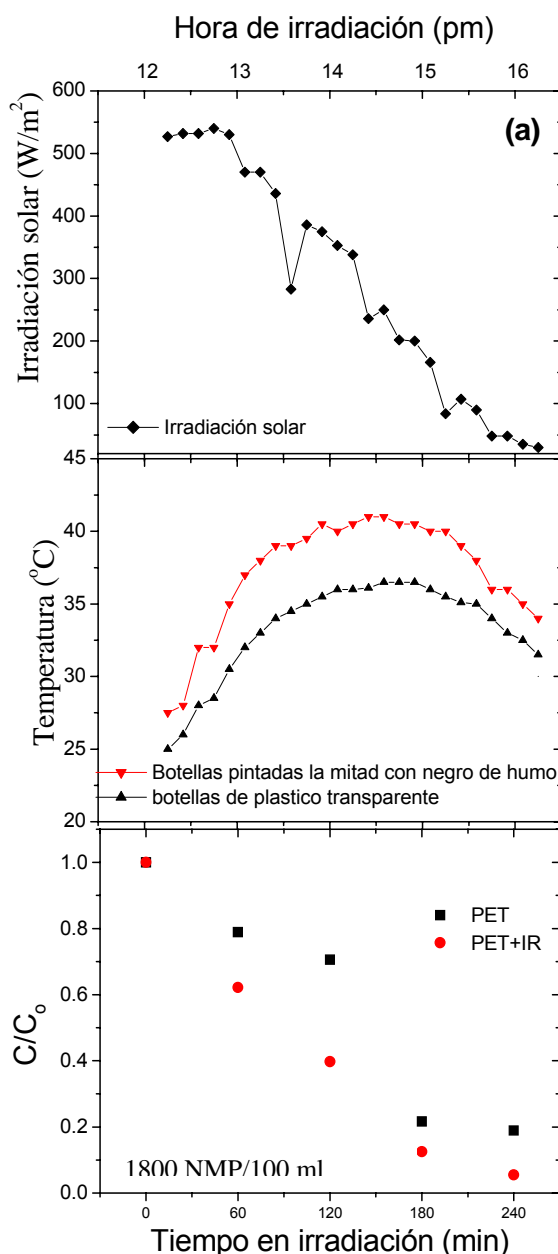 Hora de irradiación (pm)
12 13 14 15 16
600
500
400
300
200
100
Irradiación solar (W/m²)
(a)
Irradiación solar
45
40
35
30
25
20
Temperatura (°C)
Botellas pintadas la mitad con negro de humo
botellas de plastico transparente
1.0
0.8
0.6
0.4
0.2
0.0
C/Co
PET
PET+IR
1800 NMP/100 ml
0 60 120 180 240
Tiempo en irradiación (min)